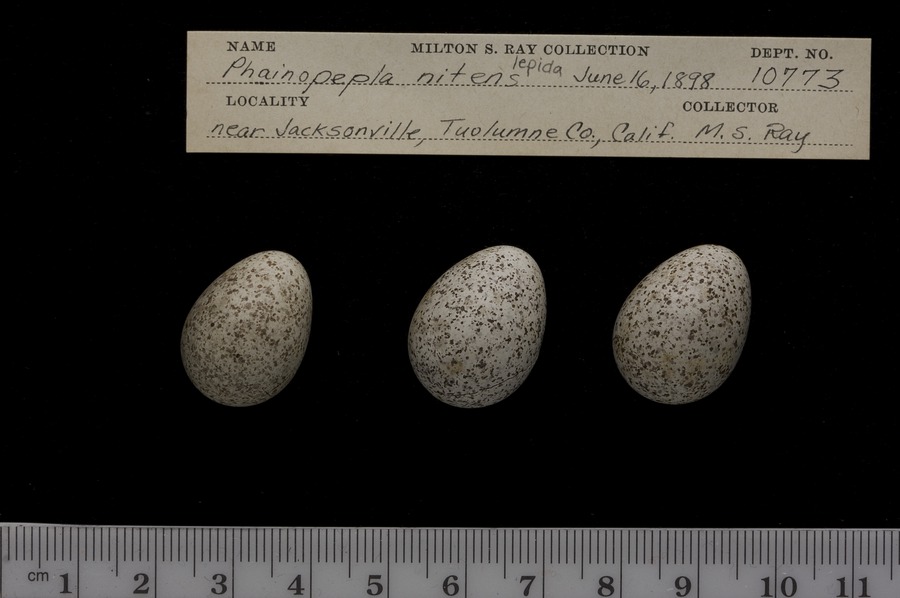 NAME MILTON S. RAY COLLECTION DEPT. NO.
Phainopepla nitens lepida June 16, 1898 10773
LOCALITY COLLECTOR
near Jacksonville, Tuolumne Co., Calif. M. S. Ray
cm 1 2 3 4 5 6 7 8 9 10 11